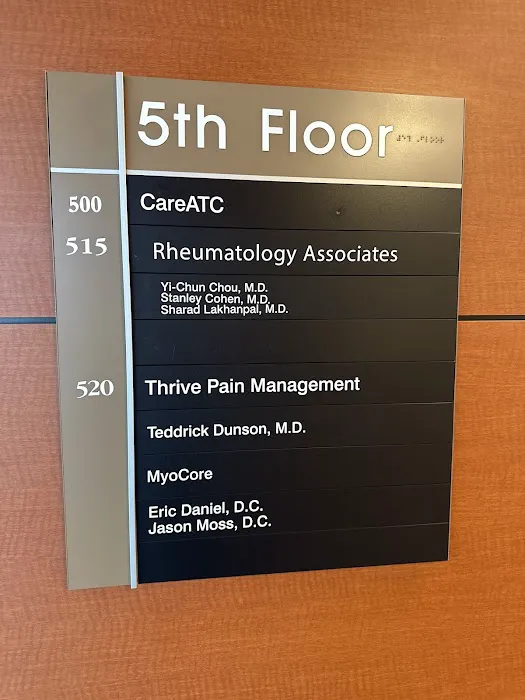 5th Floor
500 CareATC
515 Rheumatology Associates
Yi-Chun Chou, M.D.
Stanley Cohen, M.D.
Sharad Lakhanpal, M.D.
520 Thrive Pain Management
Teddrick Dunson, M.D.
MyoCore
Eric Daniel, D.C.
Jason Moss, D.C.